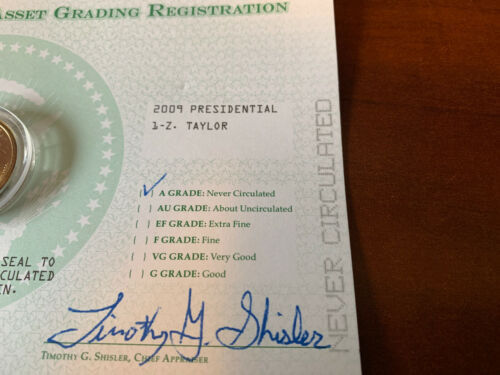 ASSET GRADING REGISTRATION
2009 PRESIDENTIAL
1-Z. TAYLOR
A GRADE: Never Circulated
( ) AU GRADE: About Uncirculated
( ) EF GRADE: Extra Fine
( ) F GRADE: Fine
( ) VG GRADE: Very Good
( ) G GRADE: Good
SEAL TO
CULATED
EN.
NEVER CIRCULATED
Timothy G. Shisler
TIMOTHY G. SHISLER, CHIEF APPRAISER